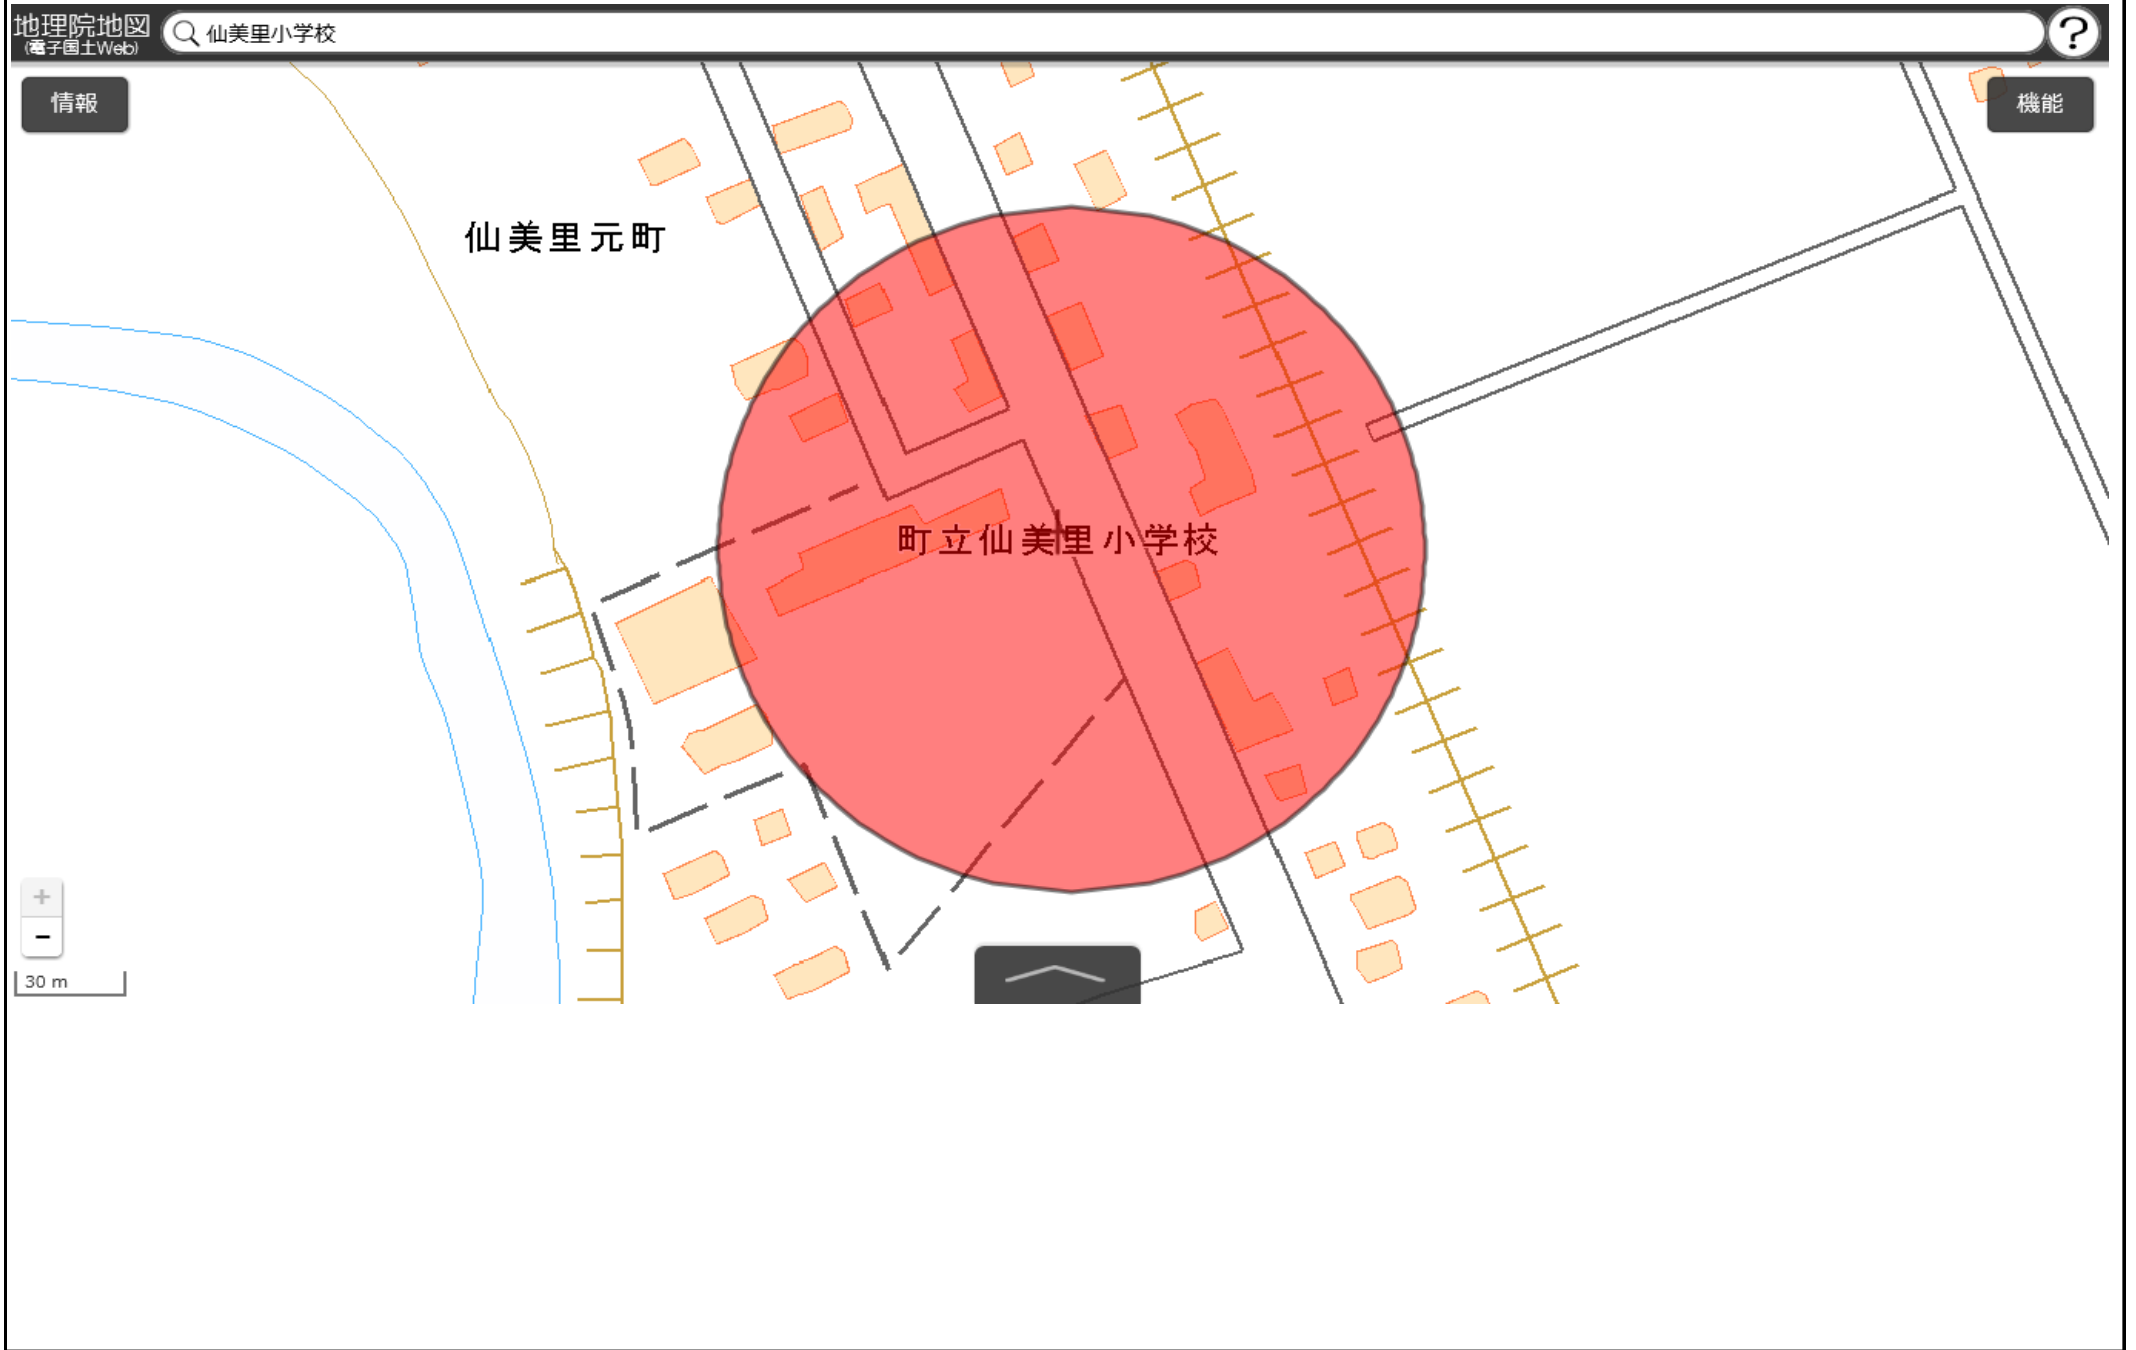 地理院地図
(電子国土Web)
仙美里小学校
?
情報
機能
仙美里元町
町立仙美里小学校
+
−
30 m